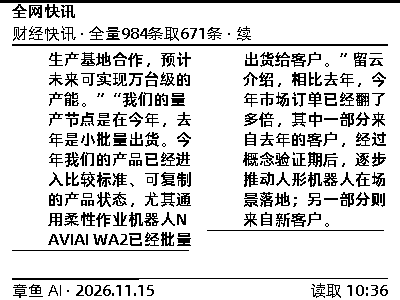 全网快讯
财经快讯 · 全量984条取671条 · 续
生产基地合作，预计
未来可实现万台级的
产能。”“我们的量
产节点是在今年，去
年是小批量出货。今
年我们的产品已经进
入比较标准、可复制
的产品状态，尤其通
用柔性作业机器人N
AVIAI WA2已经批量
出货给客户。”留云
介绍，相比去年，今
年市场订单已经翻了
多倍，其中一部分来
自去年的客户，经过
概念验证期后，逐步
推动人形机器人在场
景落地；另一部分则
来自新客户。
章鱼 AI · 2026.11.15
读取 10:36